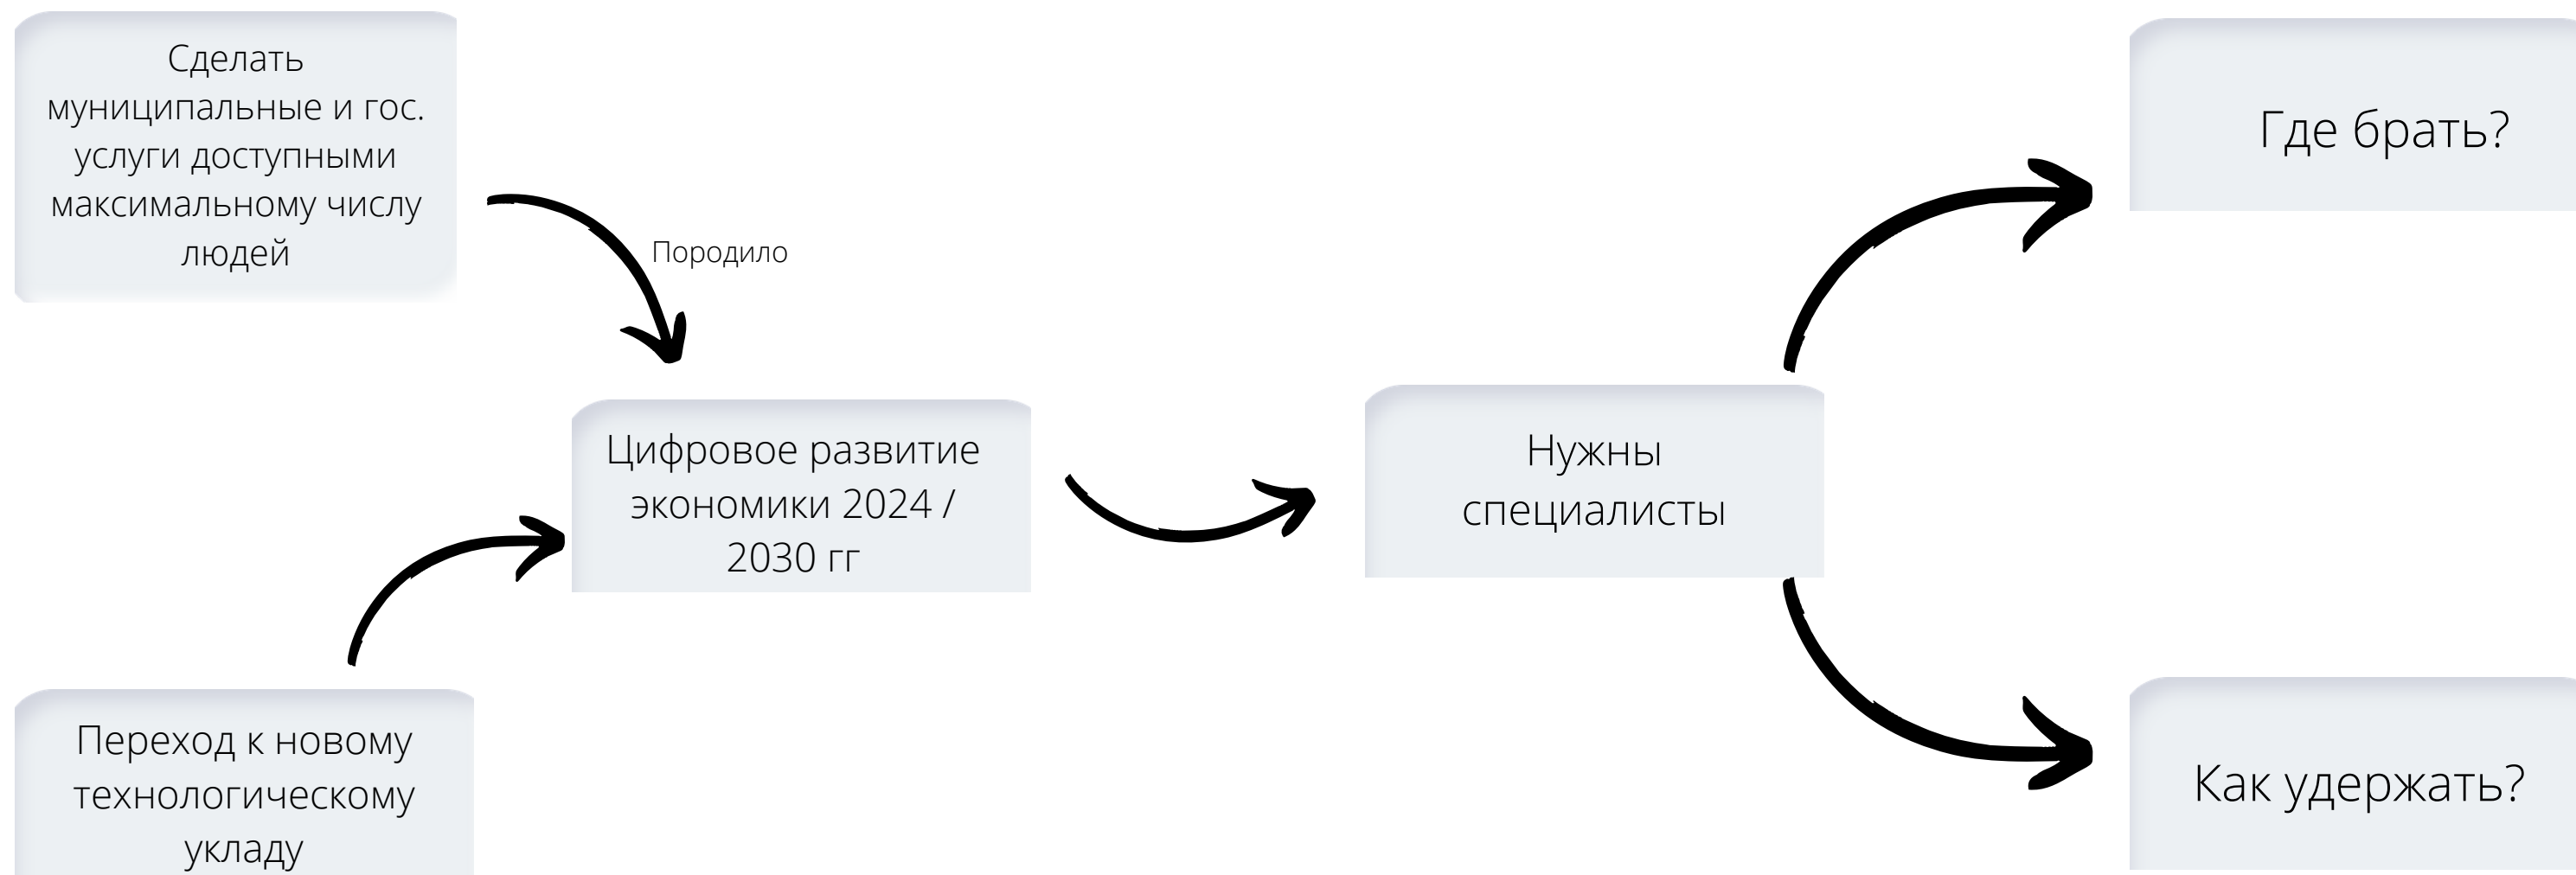 Сделать
муниципальные и гос.
услуги доступными
максимальному числу
людей
Породило
Цифровое развитие
экономики 2024 /
2030 гг
Переход к новому
технологическому
укладу
Нужны
специалисты
Где брать?
Как удержать?